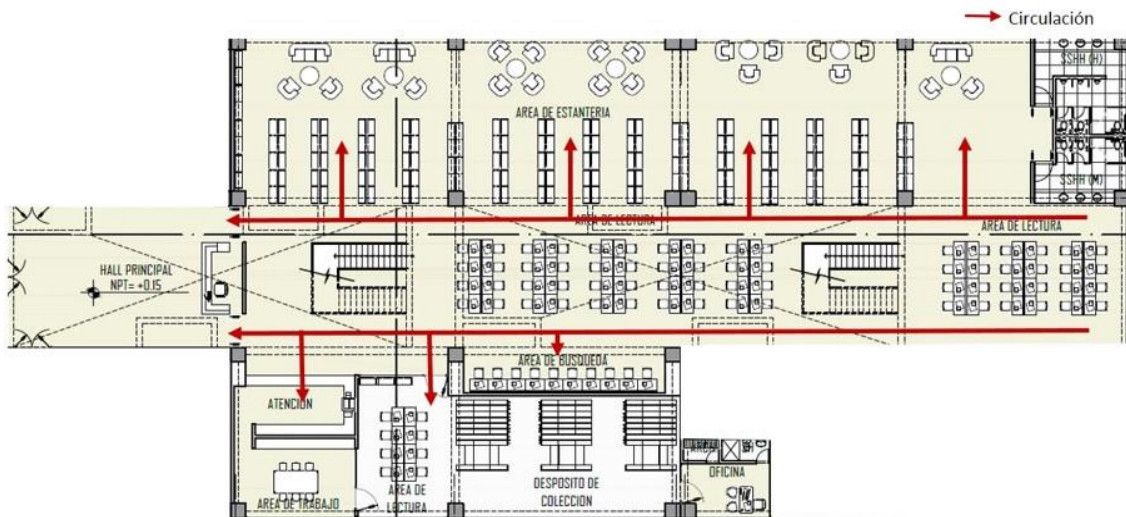 Circulación
SSHH (H)
AREA DE ESTANTERIA
SSHH (M)
AREA DE LECTURA
AREA DE LECTURA
HALL PRINCIPAL
NPT= +0.15
AREA DE BUSQUEDA
ATENCION
OFICINA
DESPOSITO DE
COLECCION
AREA DE
LECTURA
AREA DE TRABAJO